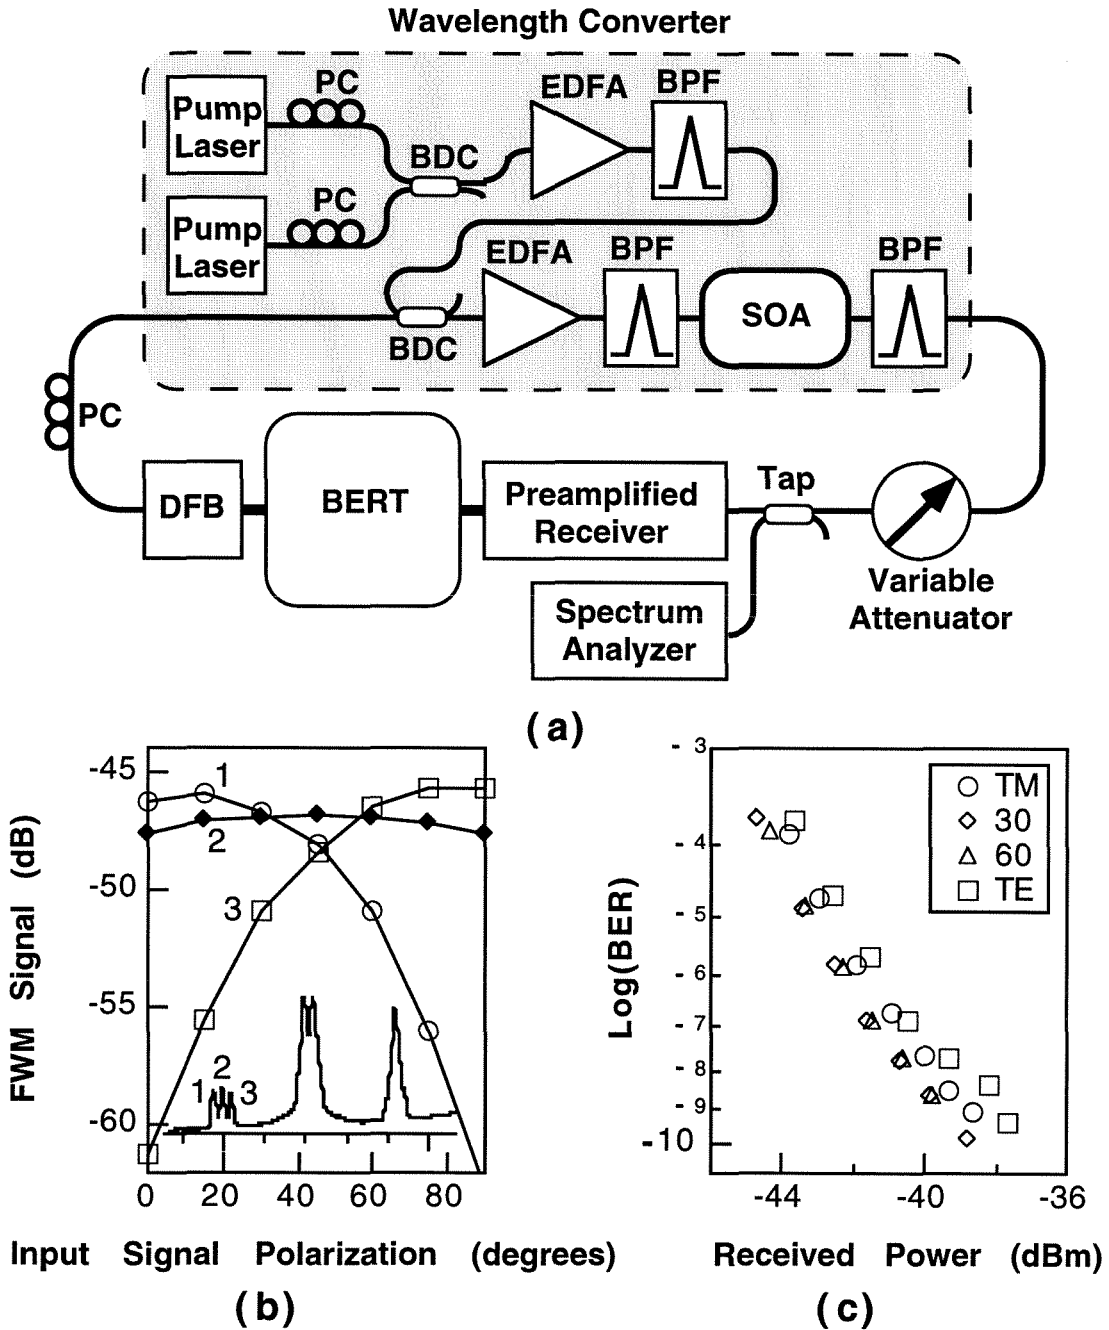 Wavelength Converter
Pump
Laser
PC
BDC
EDFA
BPF
Pump
Laser
PC
BDC
EDFA
BPF
SOA
BPF
PC
DFB
BERT
Preamplified
Receiver
Tap
Variable
Attenuator
Spectrum
Analyzer
(a)
FWM Signal (dB)
-45
-50
-55
-60
1
2
3
1
2
3
0 20 40 60 80
Input Signal Polarization (degrees)
(b)
Log(BER)
- 3
- 4
- 5
- 6
- 7
- 8
- 9
-10
TM
30
60
TE
-44 -40 -36
Received Power (dBm)
(c)